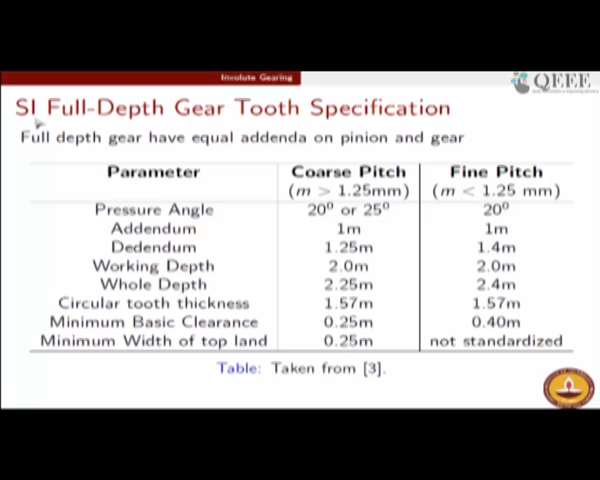 Involute Gearing
QEEE
SI Full-Depth Gear Tooth Specification
Full depth gear have equal addenda on pinion and gear
Parameter Coarse Pitch Fine Pitch
(m > 1.25mm) (m < 1.25 mm)
Pressure Angle 20⁰ or 25⁰ 20⁰
Addendum 1m 1m
Dedendum 1.25m 1.4m
Working Depth 2.0m 2.0m
Whole Depth 2.25m 2.4m
Circular tooth thickness 1.57m 1.57m
Minimum Basic Clearance 0.25m 0.40m
Minimum Width of top land 0.25m not standardized
Table: Taken from [3].